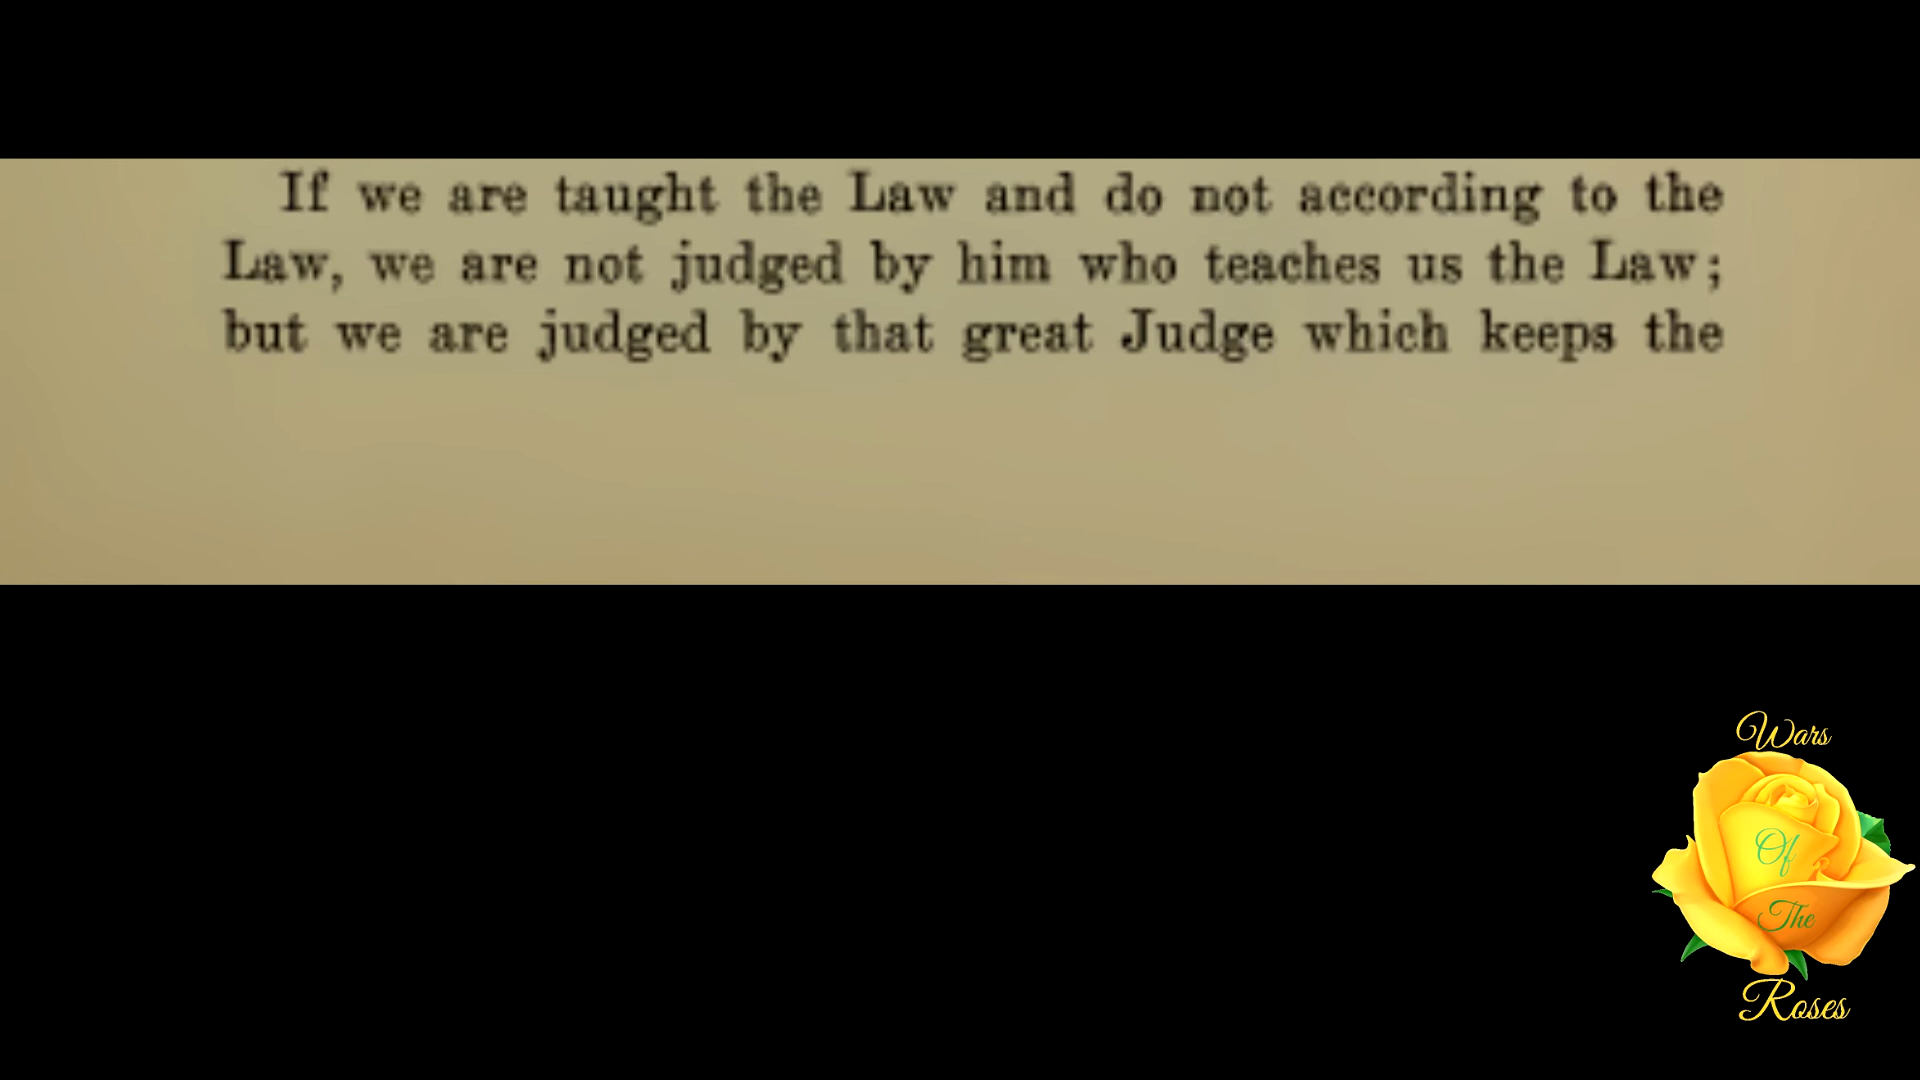 If we are taught the Law and do not according to the
Law, we are not judged by him who teaches us the Law;
but we are judged by that great Judge which keeps the
Wars
Of
The
Roses